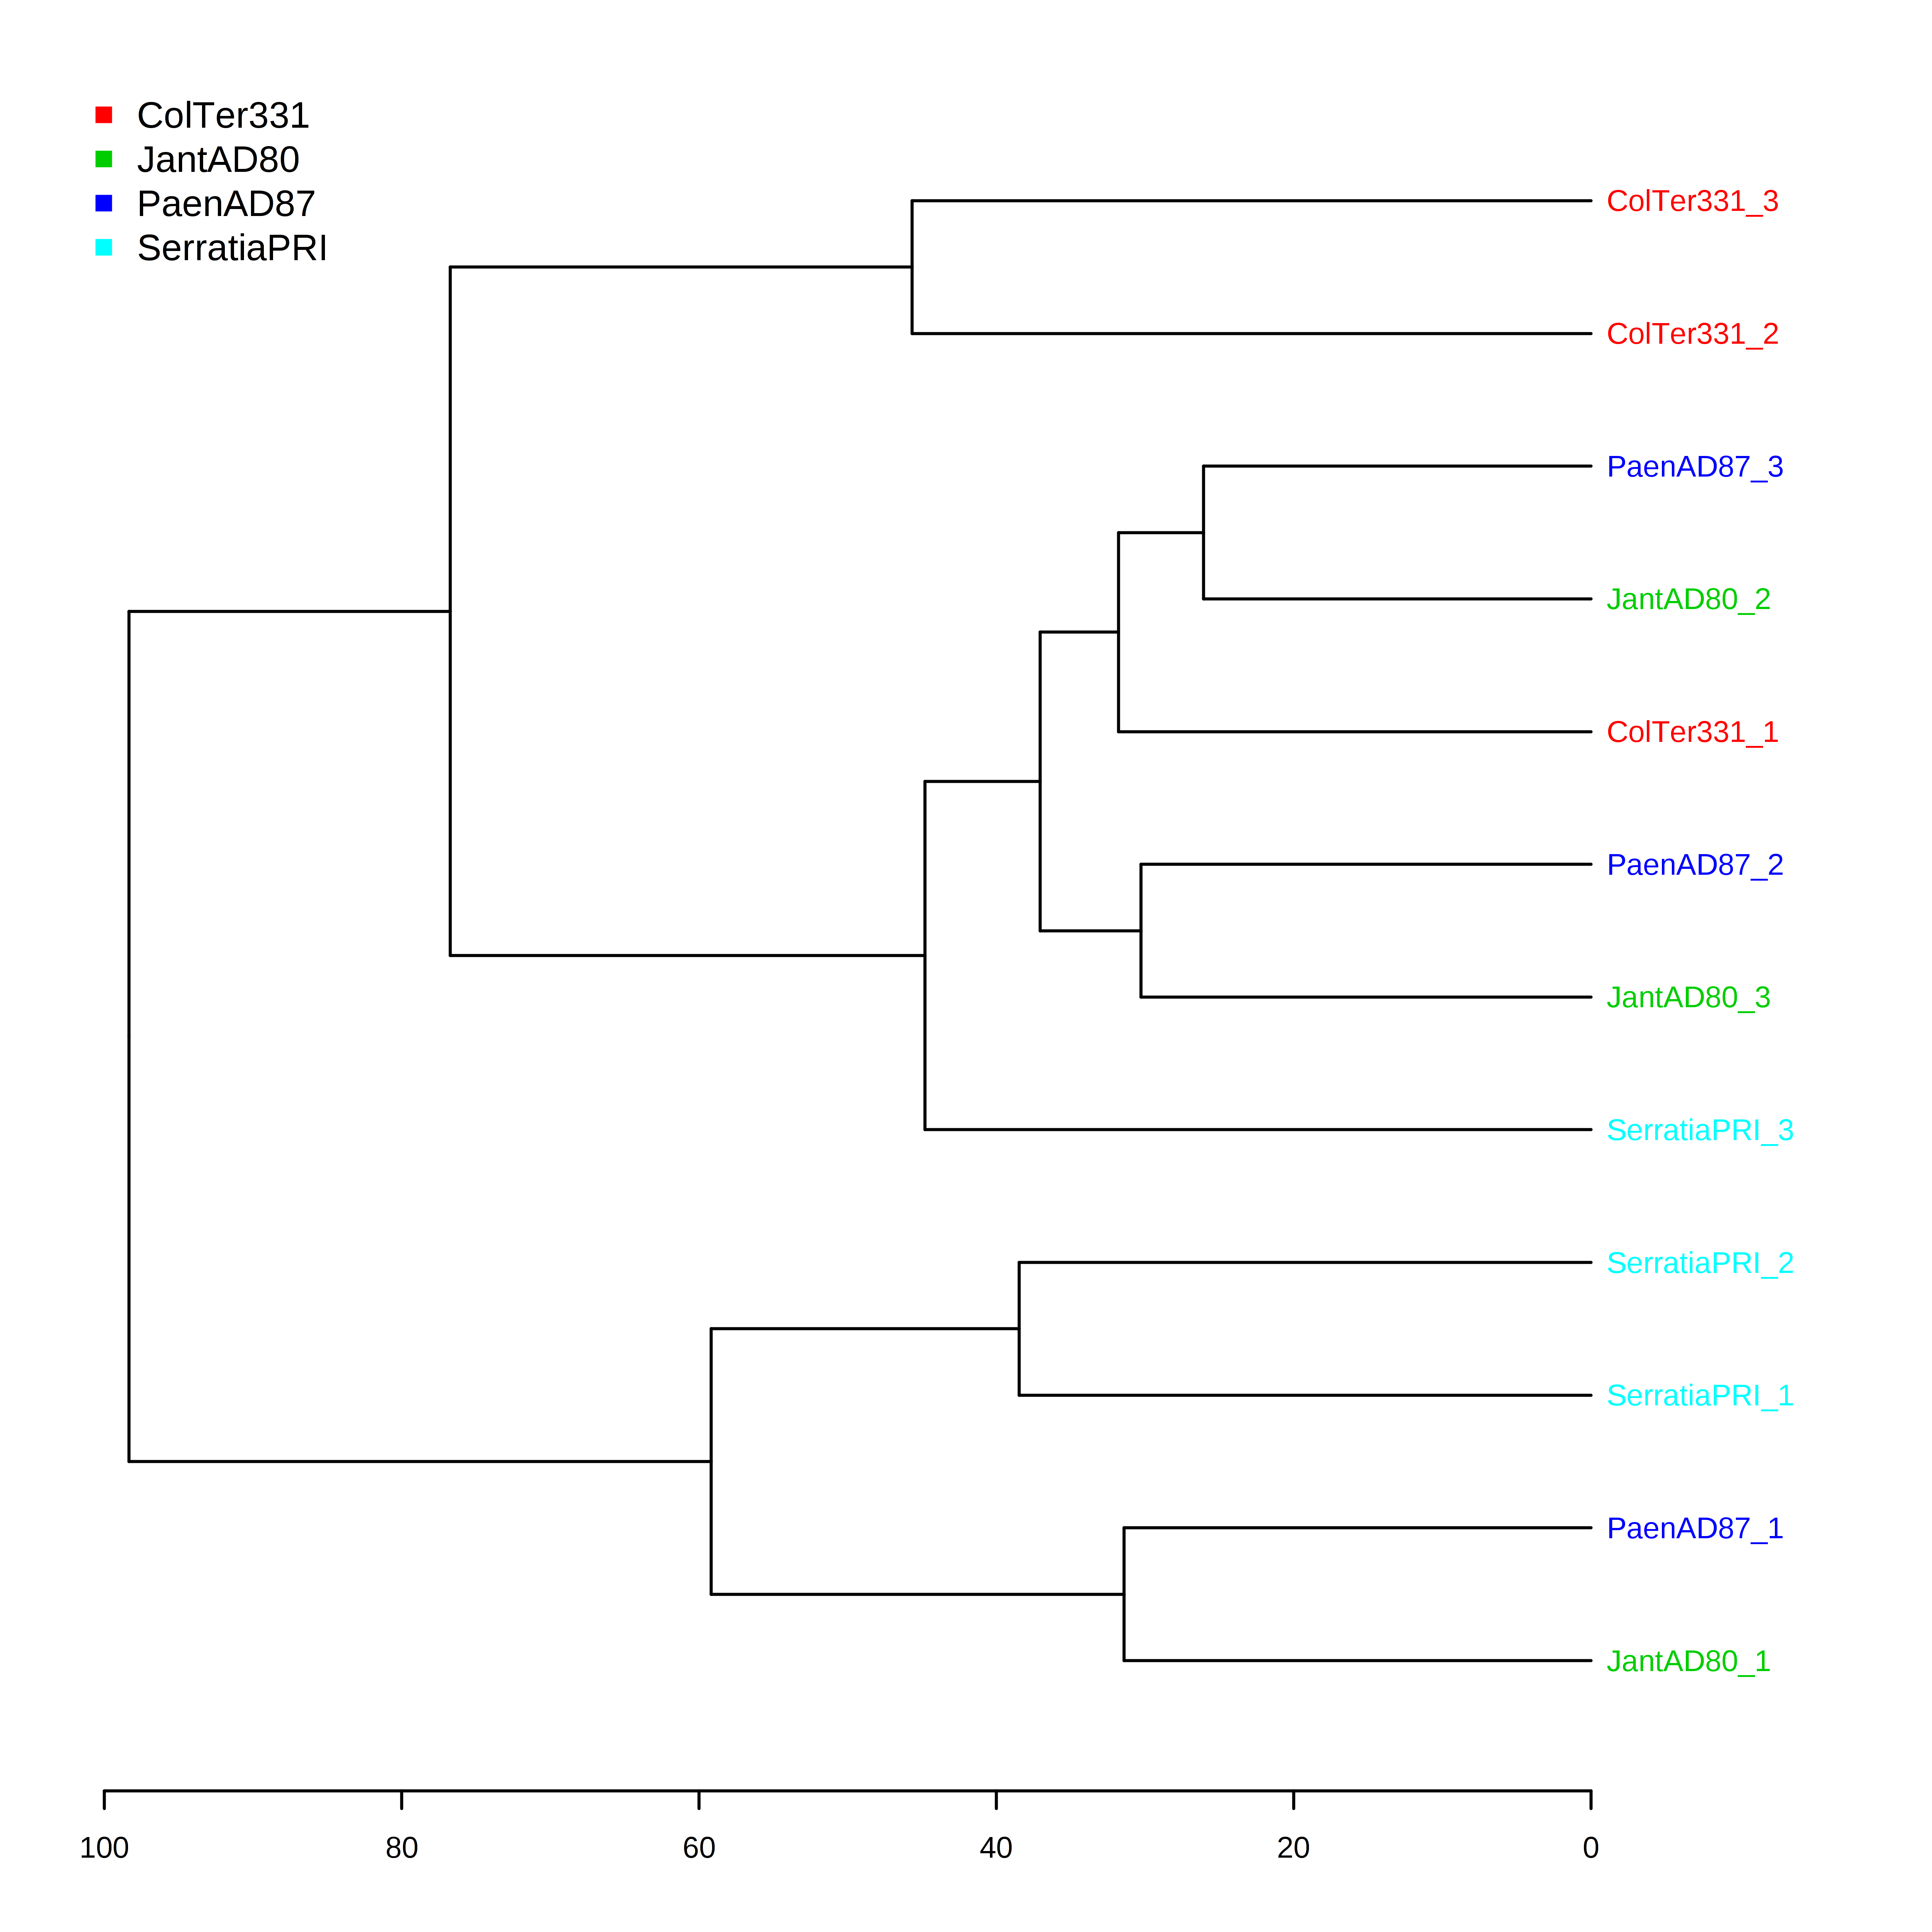 ColTer331
JantAD80
PaenAD87
SerratiaPRI
ColTer331_3
ColTer331_2
PaenAD87_3
JantAD80_2
ColTer331_1
PaenAD87_2
JantAD80_3
SerratiaPRI_3
SerratiaPRI_2
SerratiaPRI_1
PaenAD87_1
JantAD80_1
100 80 60 40 20 0